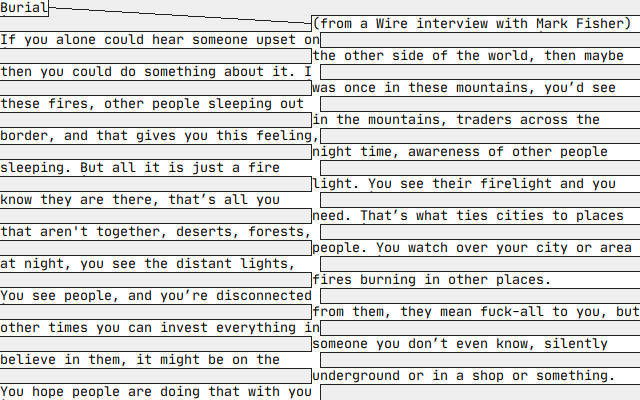 Burial
(from a Wire interview with Mark Fisher)
If you alone could hear someone upset on
the other side of the world, then maybe
then you could do something about it. I
was once in these mountains, you’d see
these fires, other people sleeping out
in the mountains, traders across the
border, and that gives you this feeling,
night time, awareness of other people
sleeping. But all it is just a fire
light. You see their firelight and you
know they are there, that’s all you
need. That’s what ties cities to places
that aren't together, deserts, forests,
people. You watch over your city or area
at night, you see the distant lights,
fires burning in other places.
You see people, and you’re disconnected
from them, they mean fuck-all to you, but
other times you can invest everything in
someone you don’t even know, silently
believe in them, it might be on the
underground or in a shop or something.
You hope people are doing that with you